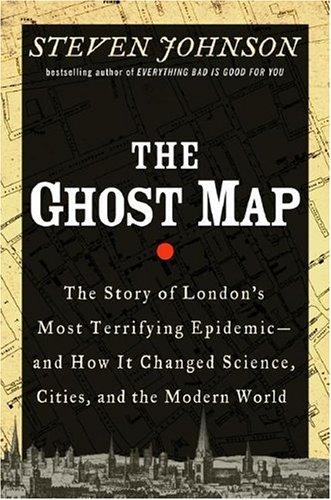 STEVEN JOHNSON
bestselling author of EVERYTHING BAD IS GOOD FOR YOU
THE
GHOST MAP
The Story of London's
Most Terrifying Epidemic—
and How It Changed Science,
Cities, and the Modern World